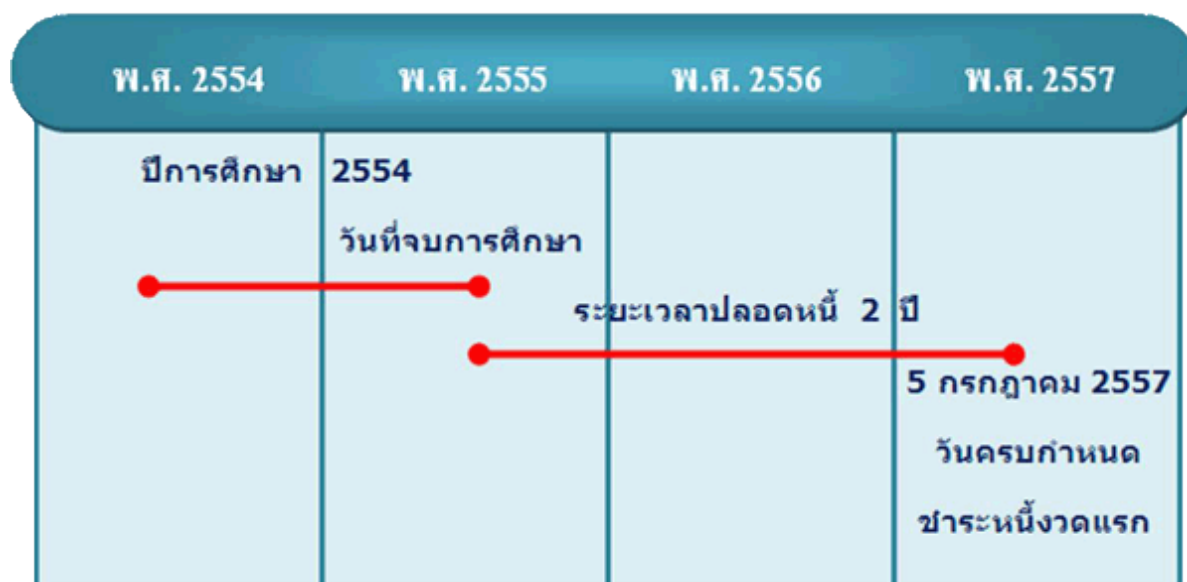 พ.ศ. 2554 พ.ศ. 2555 พ.ศ. 2556 พ.ศ. 2557
ปีการศึกษา 2554
วันที่จบการศึกษา
ระยะเวลาปลอดหนี้ 2 ปี
5 กรกฎาคม 2557
วันครบกำหนด
ชำระหนี้งวดแรก